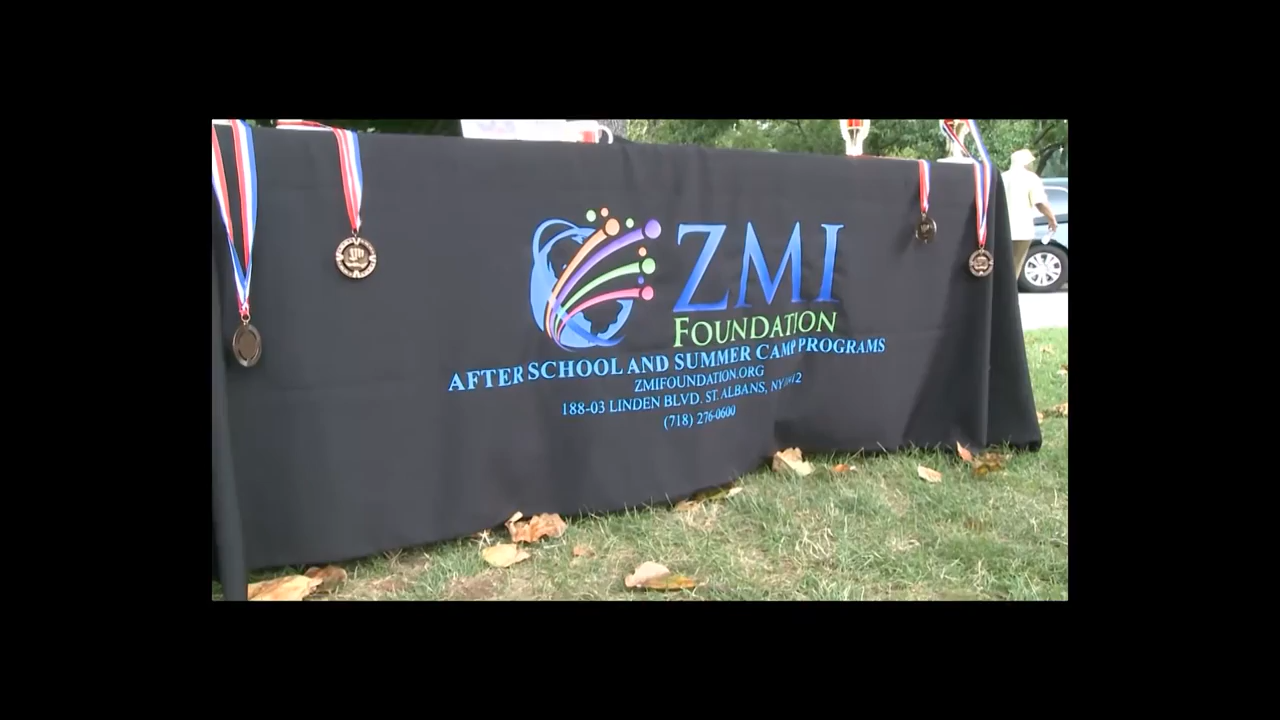 ZMI
FOUNDATION
AFTER SCHOOL AND SUMMER CAMP PROGRAMS
ZMIFOUNDATION.ORG
188-03 LINDEN BLVD. ST. ALBANS, NY
(718) 276-0600